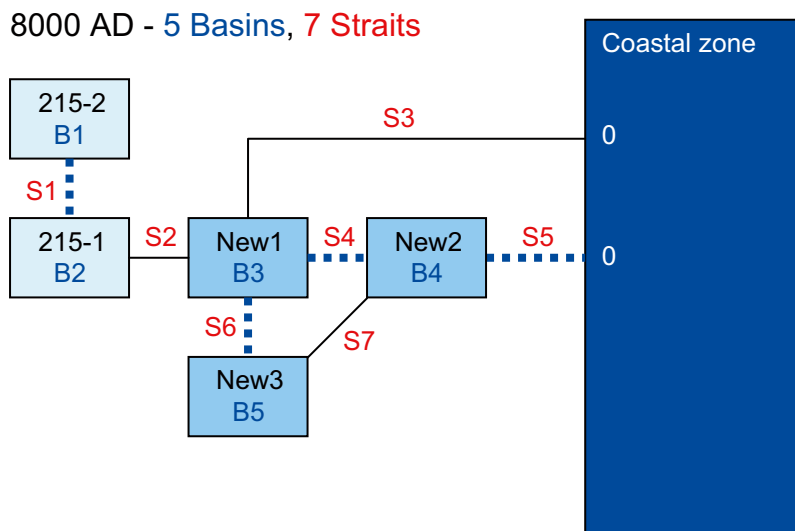 8000 AD - 5 Basins, 7 Straits
Coastal zone
215-2
B1
S3
0
S1
215-1
B2
S2
New1
B3
S4
New2
B4
S5
0
S6
S7
New3
B5